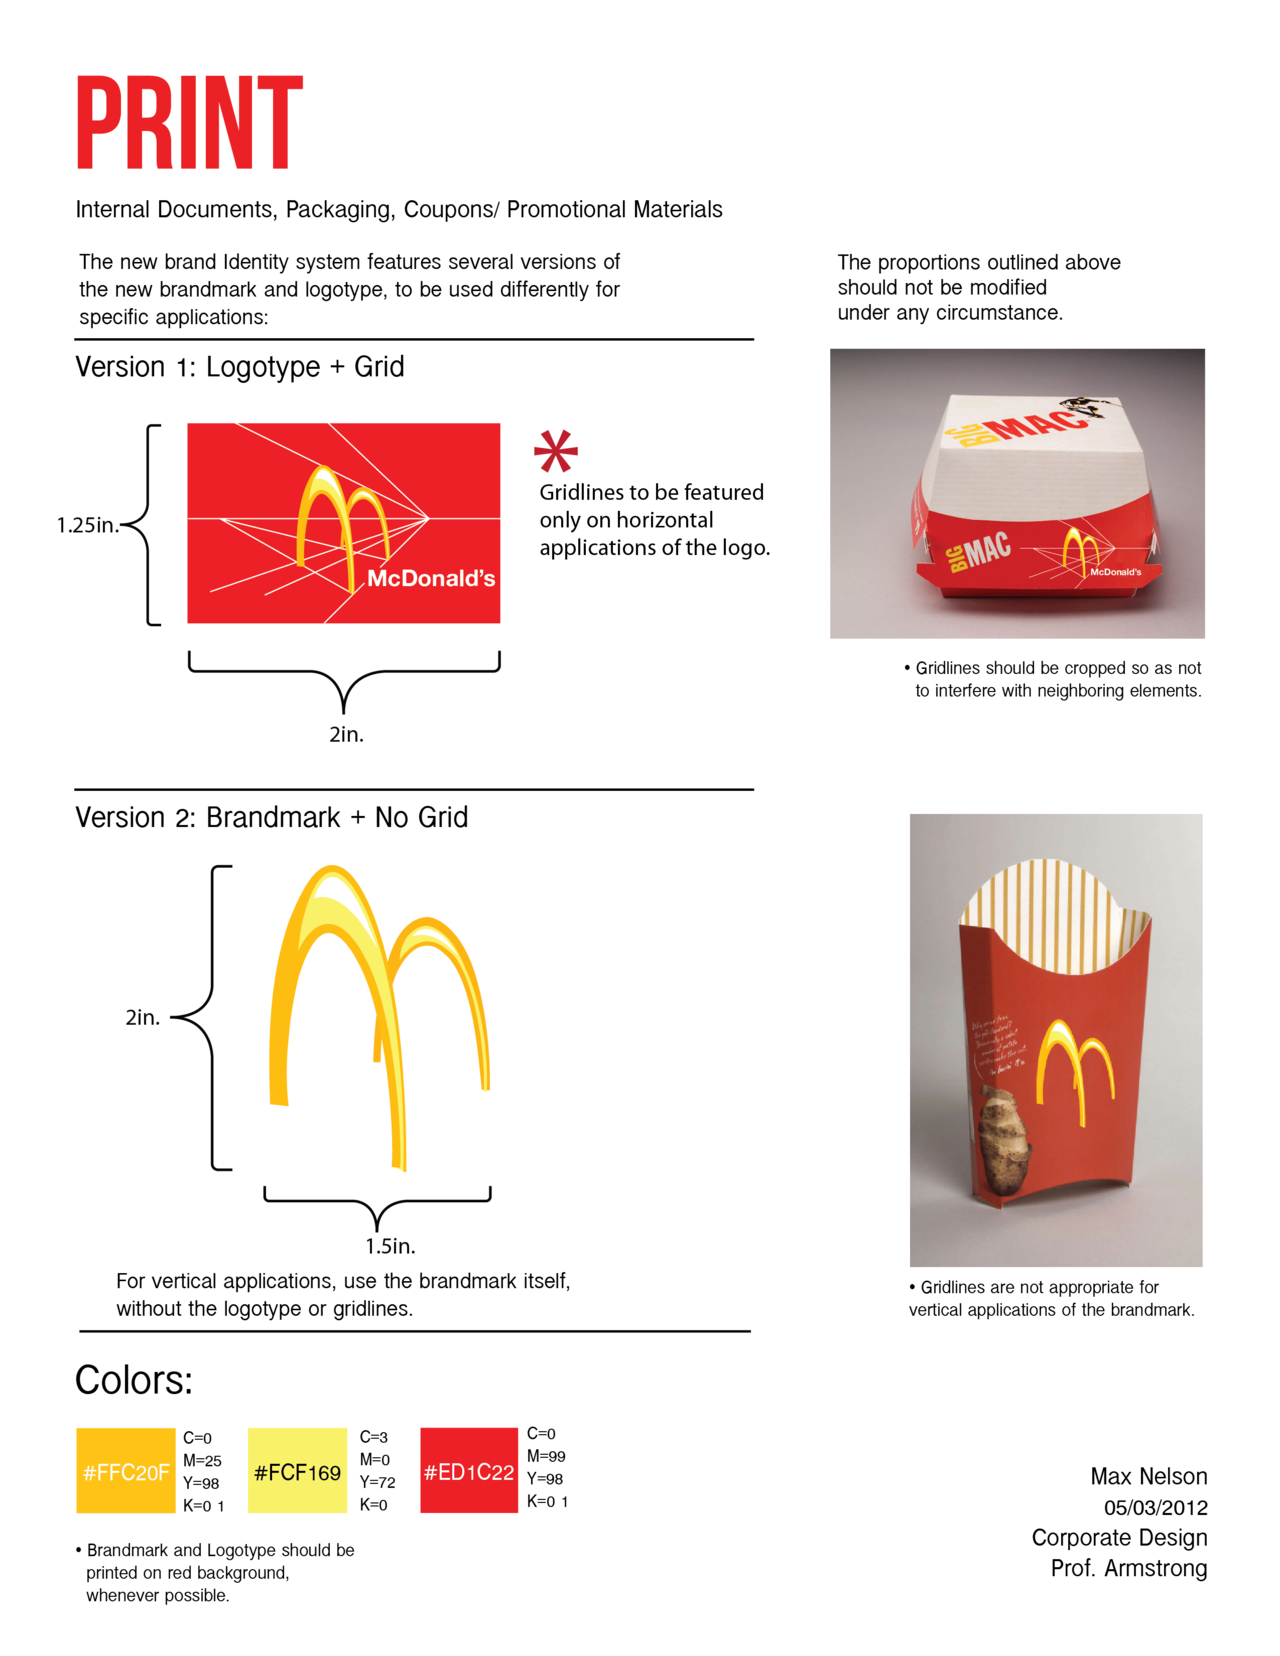 PRINT
Internal Documents, Packaging, Coupons/ Promotional Materials
The new brand Identity system features several versions of
the new brandmark and logotype, to be used differently for
specific applications:
The proportions outlined above
should not be modified
under any circumstance.
Version 1: Logotype + Grid
1.25in.
McDonald's
2in.
*
Gridlines to be featured
only on horizontal
applications of the logo.
BIG
MAC
BIG
MAC
McDonald's
• Gridlines should be cropped so as not
to interfere with neighboring elements.
Version 2: Brandmark + No Grid
2in.
1.5in.
For vertical applications, use the brandmark itself,
without the logotype or gridlines.
• Gridlines are not appropriate for
vertical applications of the brandmark.
Colors:
#FFC20F
C=0
M=25
Y=98
K=0 1
#FCF169
C=3
M=0
Y=72
K=0
#ED1C22
C=0
M=99
Y=98
K=0 1
• Brandmark and Logotype should be
printed on red background,
whenever possible.
Max Nelson
05/03/2012
Corporate Design
Prof. Armstrong